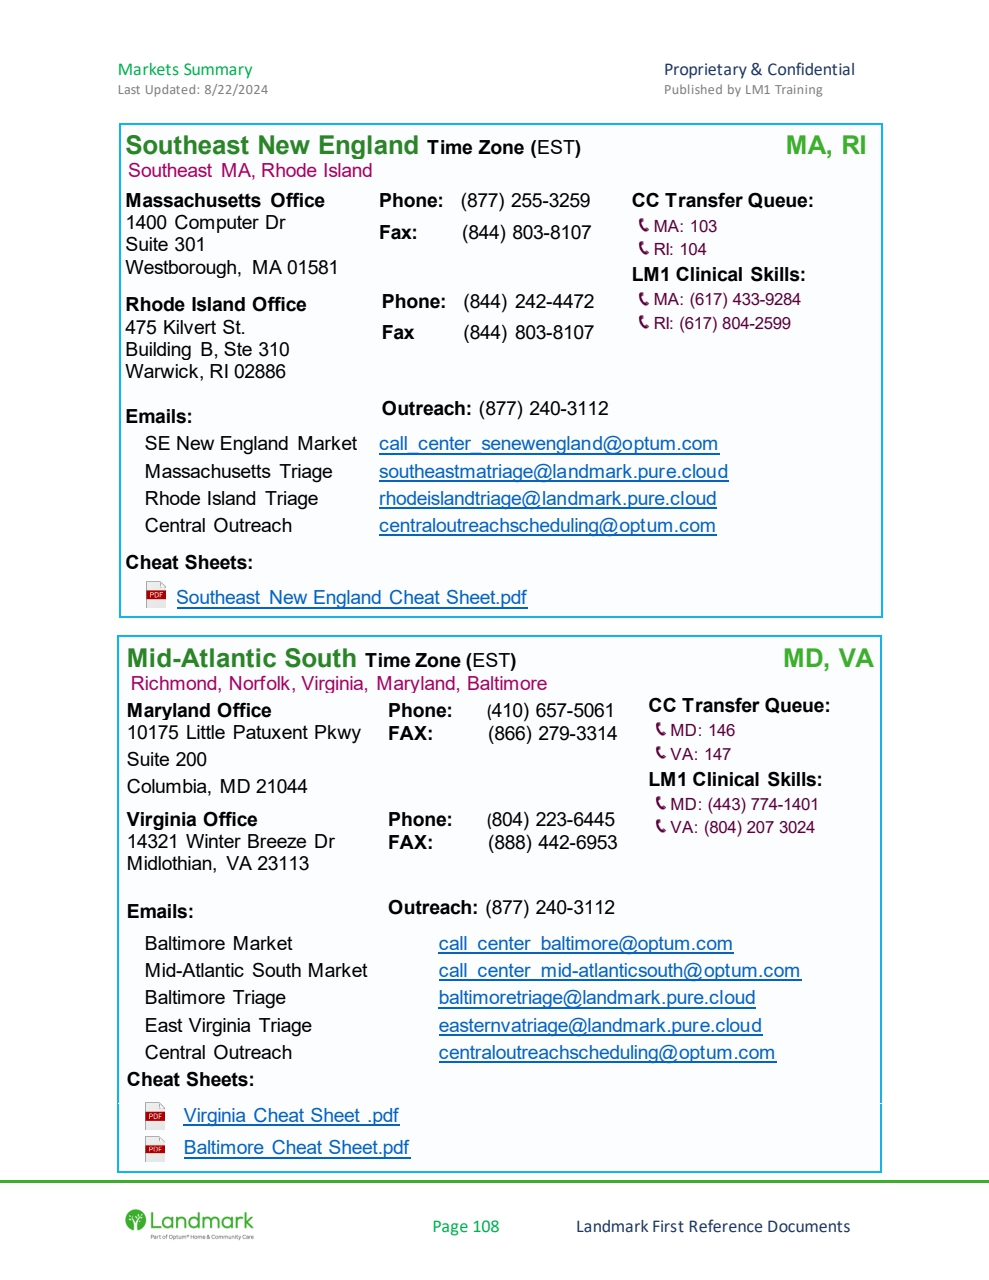 Markets Summary
Proprietary & Confidential
Last Updated: 8/22/2024
Published by LM1 Training
Southeast New England Time Zone (EST)
MA, RI
Southeast MA, Rhode Island
Massachusetts Office
1400 Computer Dr
Suite 301
Westborough, MA 01581
Phone: (877) 255-3259
Fax: (844) 803-8107
CC Transfer Queue:
MA: 103
RI: 104
LM1 Clinical Skills:
MA: (617) 433-9284
RI: (617) 804-2599
Rhode Island Office
475 Kilvert St.
Building B, Ste 310
Warwick, RI 02886
Phone: (844) 242-4472
Fax (844) 803-8107
Outreach: (877) 240-3112
Emails:
SE New England Market call_center_senewengland@optum.com
Massachusetts Triage southeastmatriage@landmark.pure.cloud
Rhode Island Triage rhodeislandtriage@landmark.pure.cloud
Central Outreach centraloutreachscheduling@optum.com
Cheat Sheets:
PDF Southeast New England Cheat Sheet.pdf
Mid-Atlantic South Time Zone (EST)
MD, VA
Richmond, Norfolk, Virginia, Maryland, Baltimore
Maryland Office
10175 Little Patuxent Pkwy
Suite 200
Columbia, MD 21044
Phone: (410) 657-5061
FAX: (866) 279-3314
CC Transfer Queue:
MD: 146
VA: 147
LM1 Clinical Skills:
MD: (443) 774-1401
VA: (804) 207 3024
Virginia Office
14321 Winter Breeze Dr
Midlothian, VA 23113
Phone: (804) 223-6445
FAX: (888) 442-6953
Outreach: (877) 240-3112
Emails:
Baltimore Market call_center_baltimore@optum.com
Mid-Atlantic South Market call_center_mid-atlanticsouth@optum.com
Baltimore Triage baltimoretriage@landmark.pure.cloud
East Virginia Triage easternvatriage@landmark.pure.cloud
Central Outreach centraloutreachscheduling@optum.com
Cheat Sheets:
PDF Virginia Cheat Sheet .pdf
PDF Baltimore Cheat Sheet.pdf
Landmark
Part of Optum® Home & Community Care
Page 108
Landmark First Reference Documents